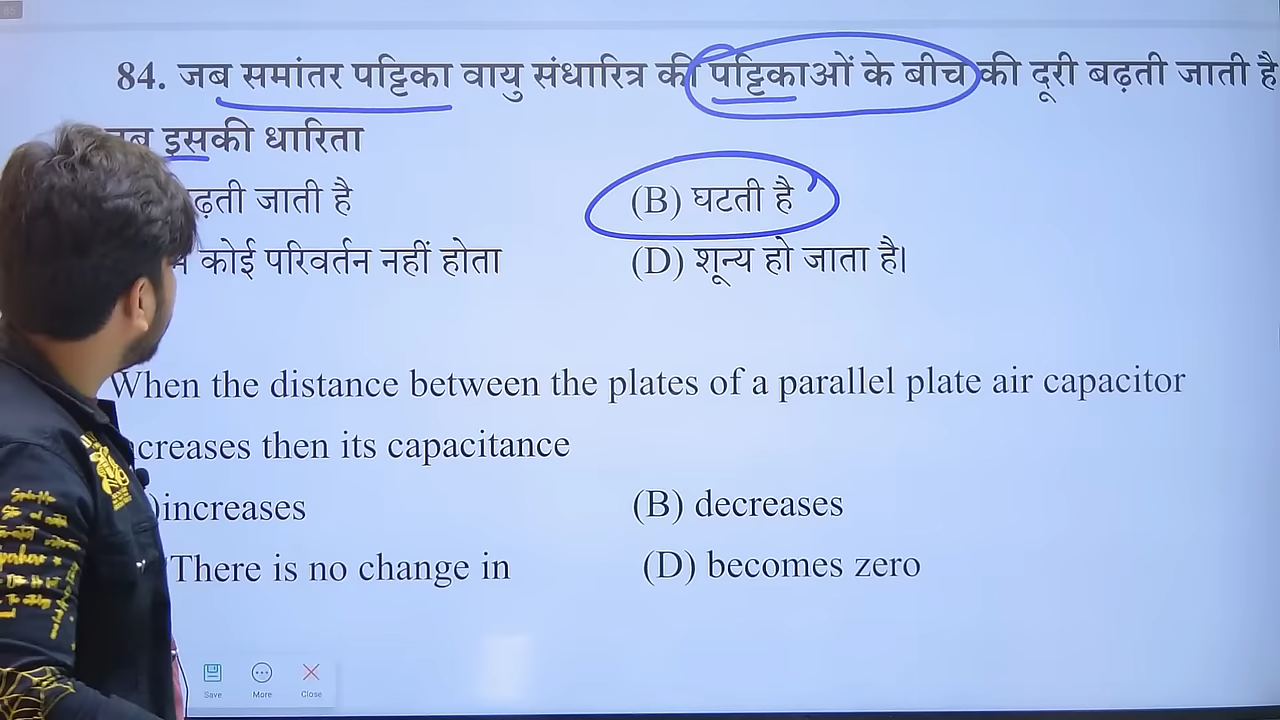 84. जब समांतर पट्टिका वायु संधारित्र की पट्टिकाओं के बीच की दूरी बढ़ती जाती है
इसकी धारिता
ढ़ती जाती है (B) घटती है
कोई परिवर्तन नहीं होता (D) शून्य हो जाता है।
When the distance between the plates of a parallel plate air capacitor
creases then its capacitance
)increases (B) decreases
There is no change in (D) becomes zero
Save More Close